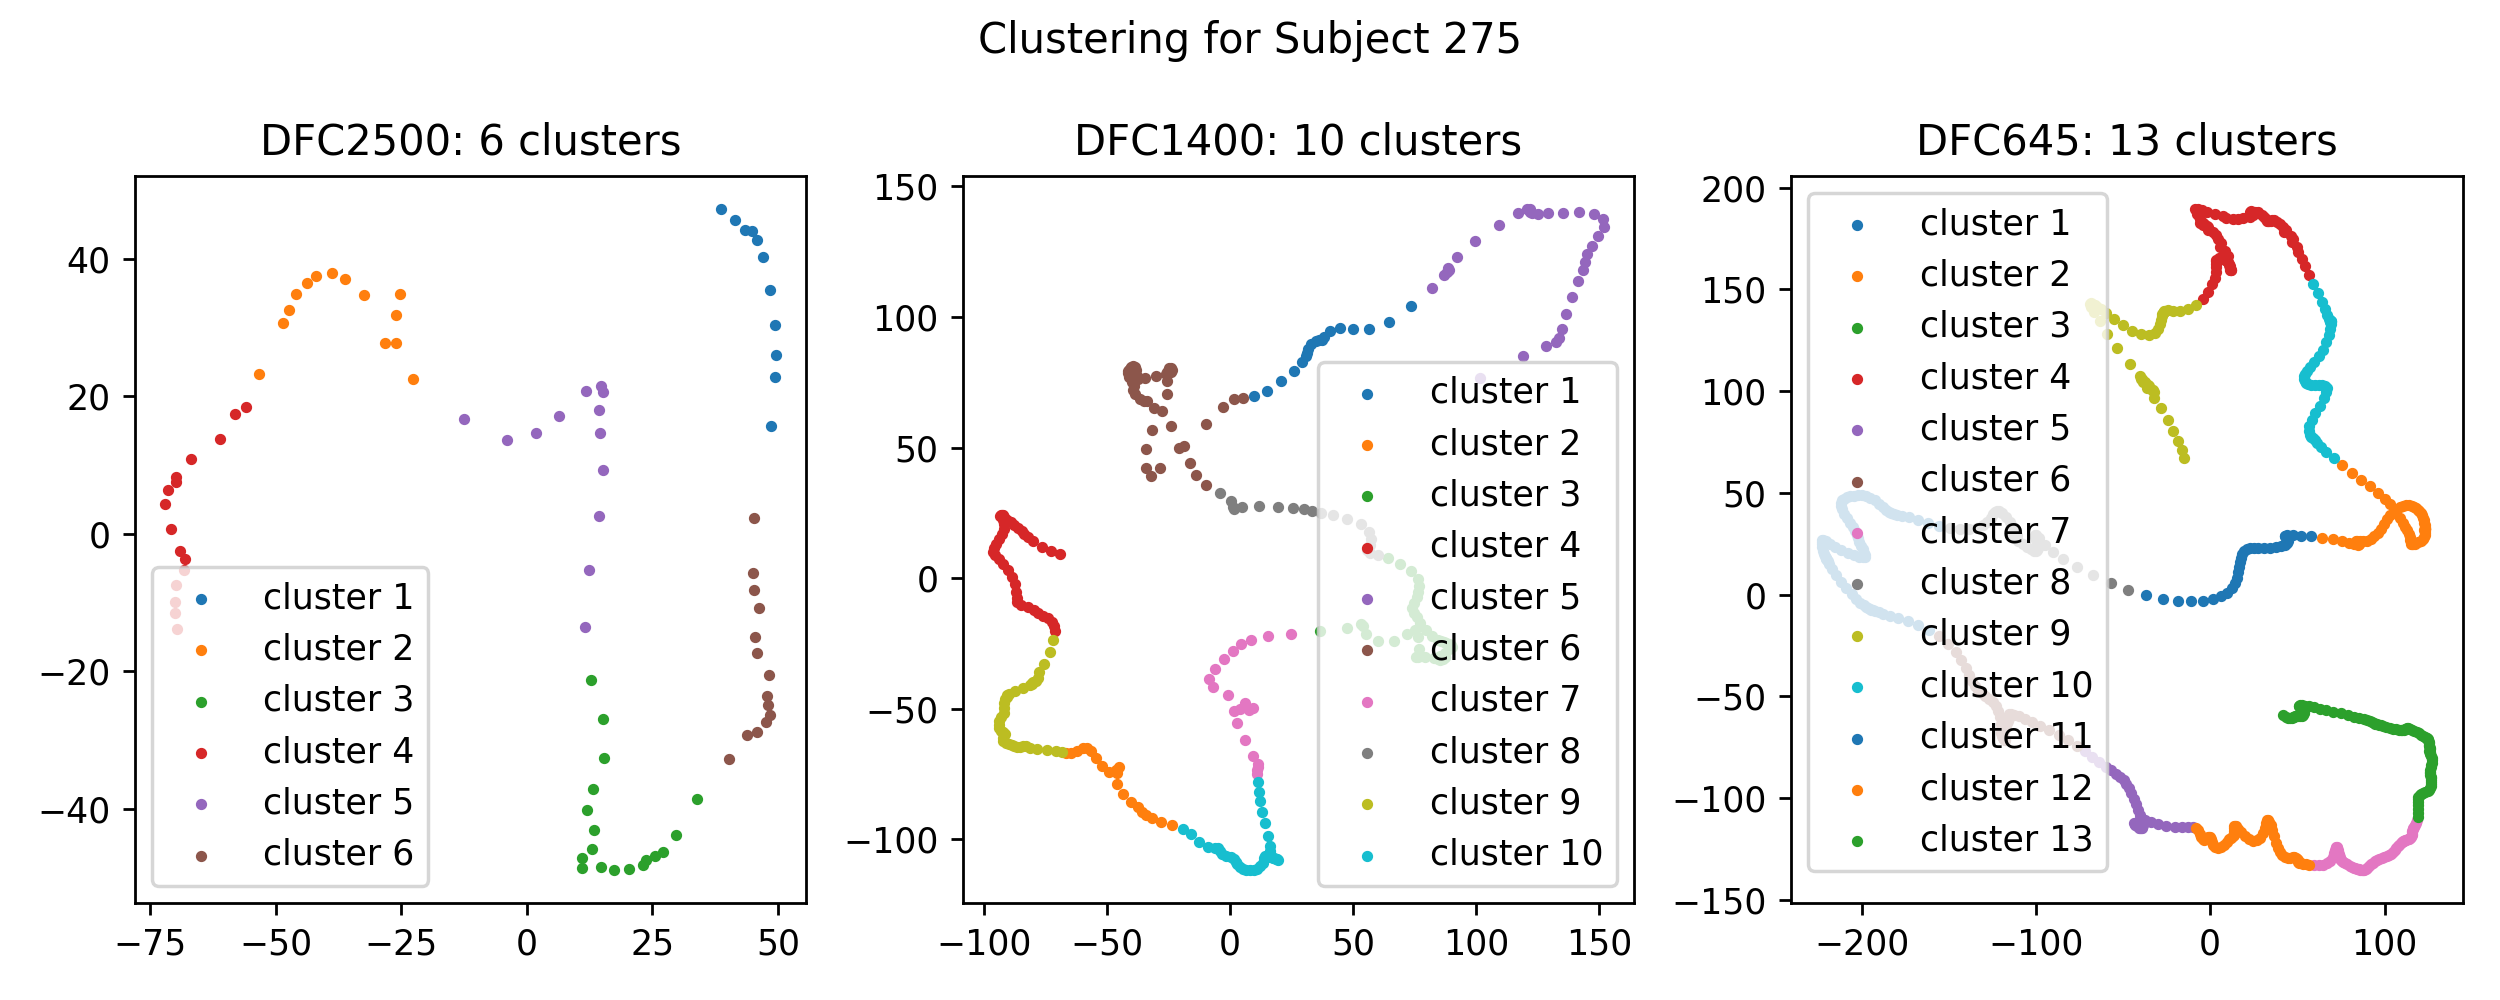 Clustering for Subject 275
DFC2500: 6 clusters
40
20
0
−20
−40
−75
−50
−25
0
25
50
cluster 1
cluster 2
cluster 3
cluster 4
cluster 5
cluster 6
DFC1400: 10 clusters
150
100
50
0
−50
−100
−100
−50
0
50
100
150
cluster 1
cluster 2
cluster 3
cluster 4
cluster 5
cluster 6
cluster 7
cluster 8
cluster 9
cluster 10
DFC645: 13 clusters
200
150
100
50
0
−50
−100
−150
−200
−100
0
100
cluster 1
cluster 2
cluster 3
cluster 4
cluster 5
cluster 6
cluster 7
cluster 8
cluster 9
cluster 10
cluster 11
cluster 12
cluster 13